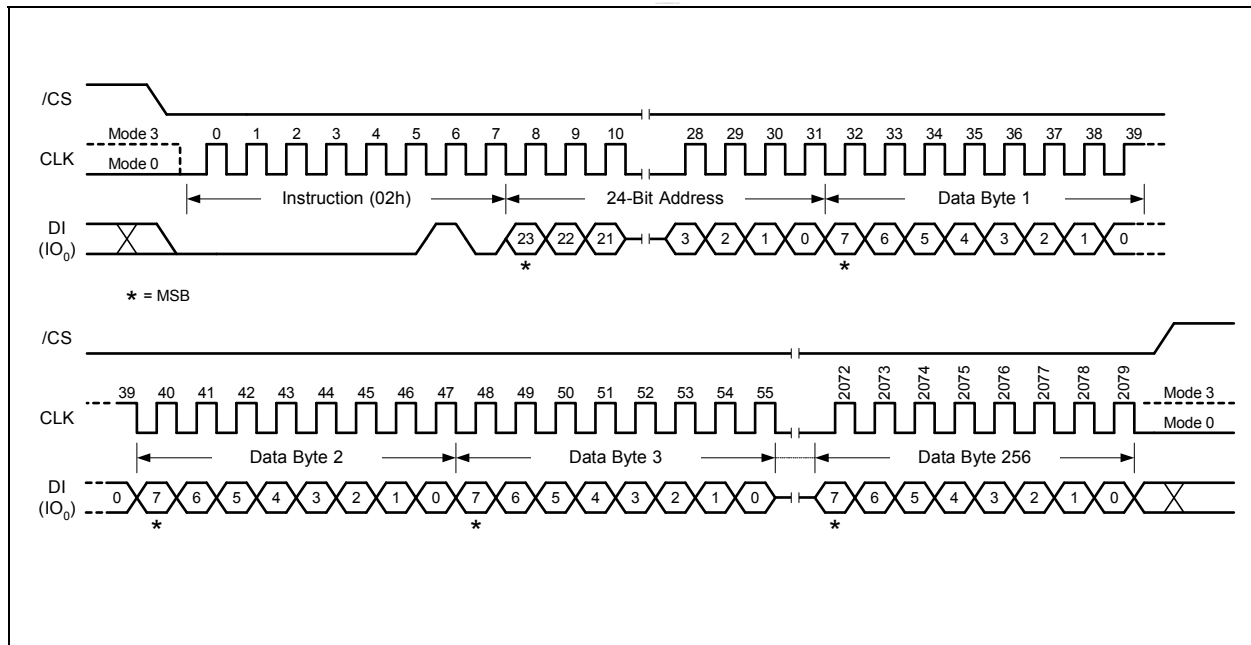 /CS
Mode 3 0 1 2 3 4 5 6 7 8 9 10 28 29 30 31 32 33 34 35 36 37 38 39
CLK Mode 0
Instruction (02h) 24-Bit Address Data Byte 1
DI (IO0) 23 22 21 3 2 1 0 7 6 5 4 3 2 1 0
* *
* = MSB
/CS
39 40 41 42 43 44 45 46 47 48 49 50 51 52 53 54 55 2072 2073 2074 2075 2076 2077 2078 2079 Mode 3
CLK Mode 0
Data Byte 2 Data Byte 3 Data Byte 256
DI (IO0) 0 7 6 5 4 3 2 1 0 7 6 5 4 3 2 1 0 7 6 5 4 3 2 1 0
* * *